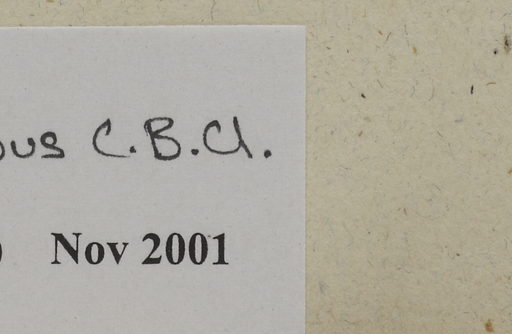 ous C.B.Cl.
) Nov 2001